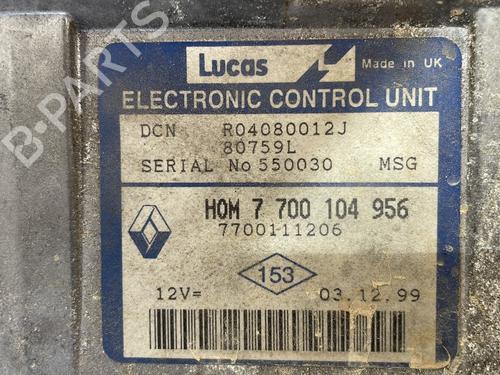 Lucas
Made in UK
ELECTRONIC CONTROL UNIT
DCN R04080012J
80759L
SERIAL No 550030 MSG
HOM 7 700 104 956
7700111206
153
12V= 03.12.99
B-PARTS